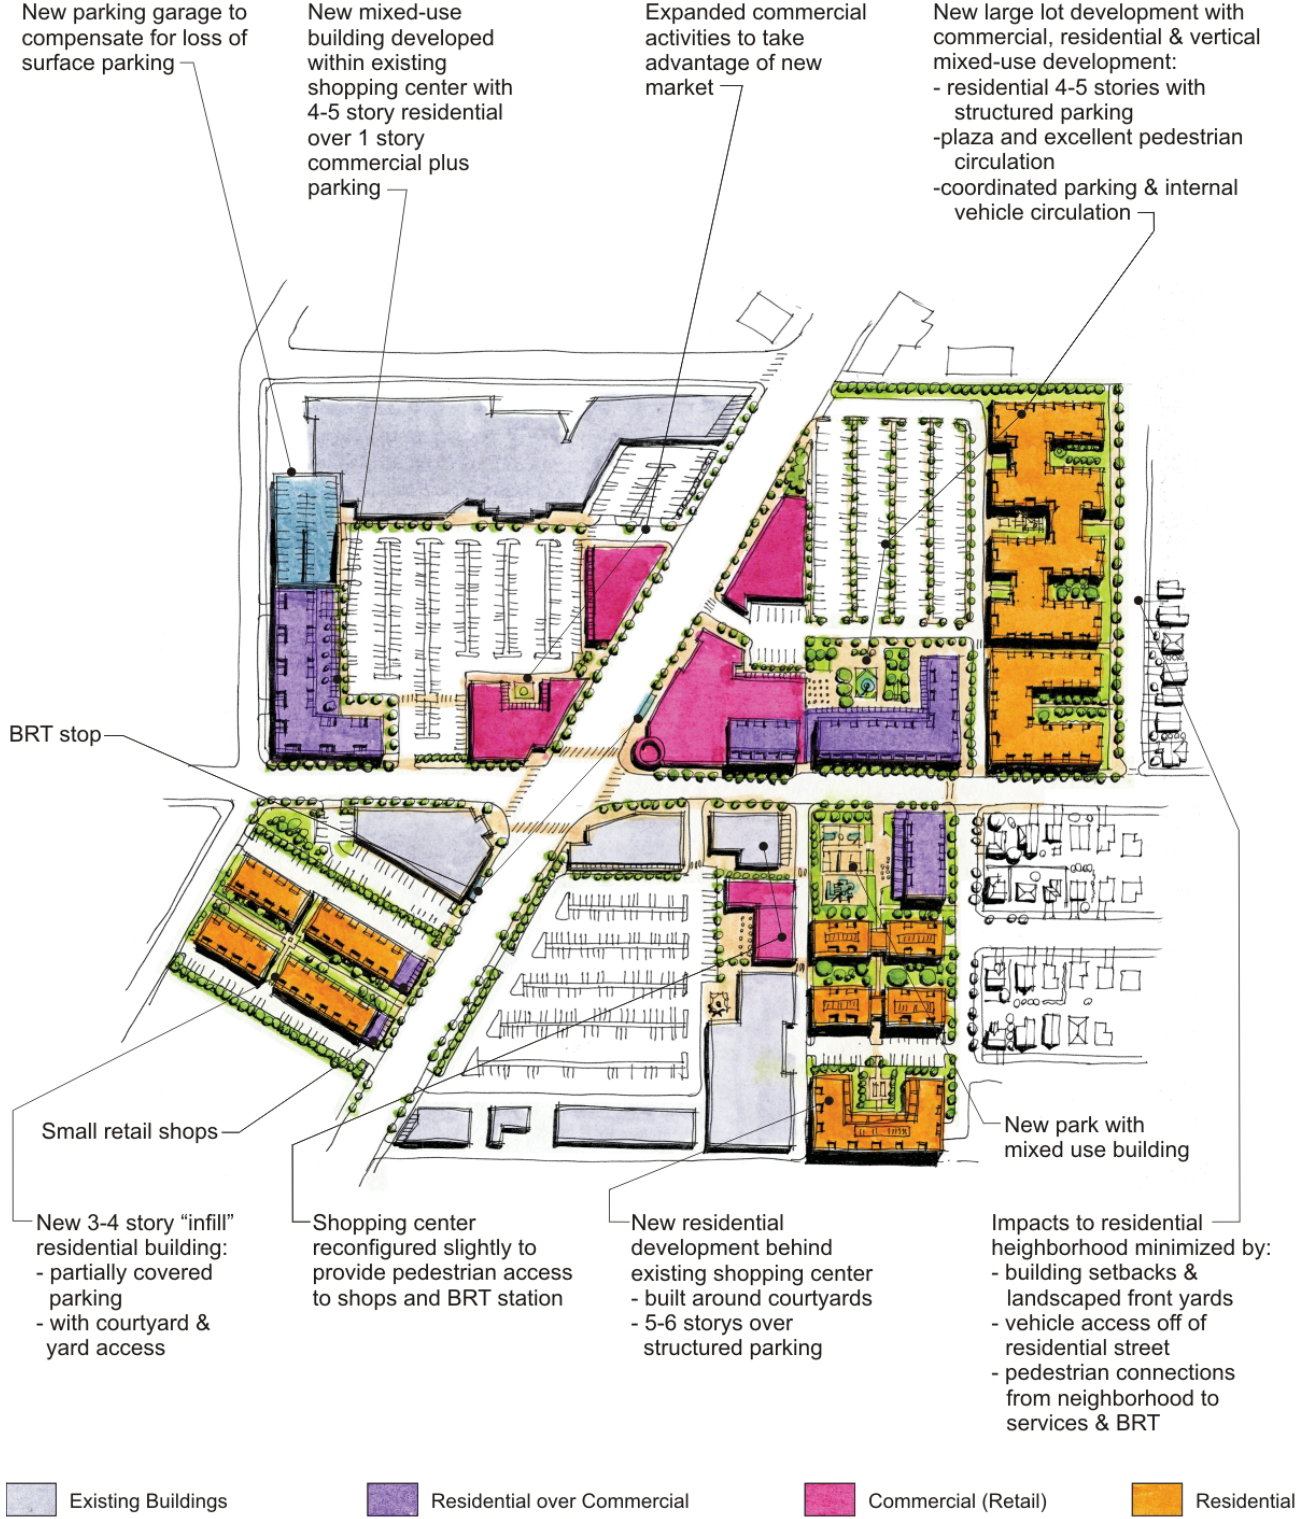 New parking garage to
compensate for loss of
surface parking
New mixed-use
building developed
within existing
shopping center with
4-5 story residential
over 1 story
commercial plus
parking
Expanded commercial
activities to take
advantage of new
market
New large lot development with
commercial, residential & vertical
mixed-use development:
- residential 4-5 stories with
structured parking
-plaza and excellent pedestrian
circulation
-coordinated parking & internal
vehicle circulation
BRT stop
Small retail shops
New park with
mixed use building
New 3-4 story “infill”
residential building:
- partially covered
parking
- with courtyard &
yard access
Shopping center
reconfigured slightly to
provide pedestrian access
to shops and BRT station
New residential
development behind
existing shopping center
- built around courtyards
- 5-6 storys over
structured parking
Impacts to residential
heighborhood minimized by:
- building setbacks &
landscaped front yards
- vehicle access off of
residential street
- pedestrian connections
from neighborhood to
services & BRT
Existing Buildings
Residential over Commercial
Commercial (Retail)
Residential